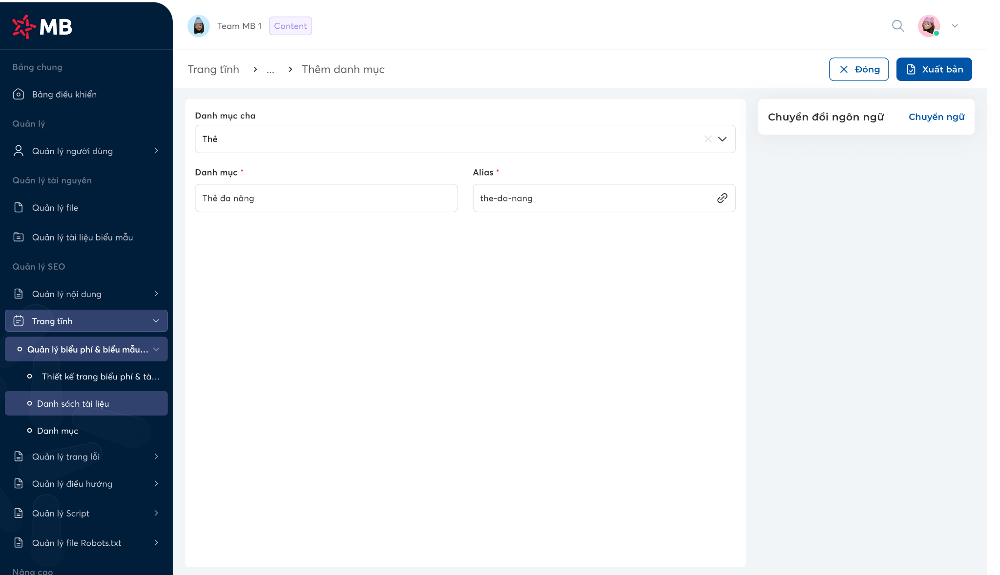 MB
Bảng chung
Bảng điều khiển
Quản lý
Quản lý người dùng
Quản lý tài nguyên
Quản lý file
Quản lý tài liệu biểu mẫu
Quản lý SEO
Quản lý nội dung
Trang tĩnh
Quản lý biểu phí & biểu mẫu...
Thiết kế trang biểu phí & tà...
Danh sách tài liệu
Danh mục
Quản lý trang lỗi
Quản lý điều hướng
Quản lý Script
Quản lý file Robots.txt
Nâng cao
Team MB 1 Content
Trang tĩnh > ... > Thêm danh mục
Đóng
Xuất bản
Danh mục cha
Thẻ
Danh mục * Alias *
Thẻ đa năng the-da-nang
Chuyển đổi ngôn ngữ Chuyển ngữ